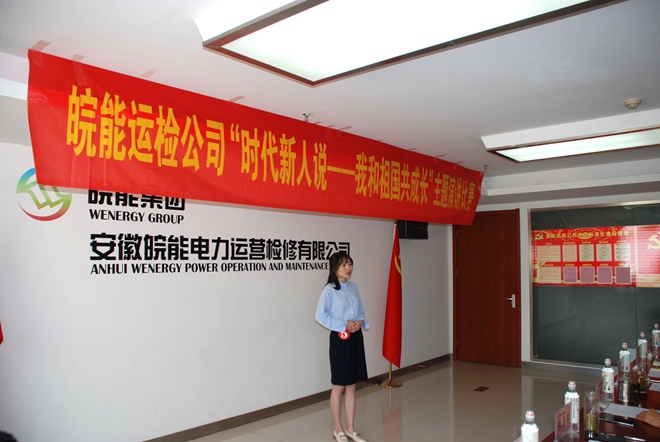 皖能运检公司“时代新人说——我和祖国共成长”主题演讲比赛
皖能集团
WENERGY GROUP
安徽皖能电力运营检修有限公司
ANHUI WENERGY POWER OPERATION AND MAINTENANCE